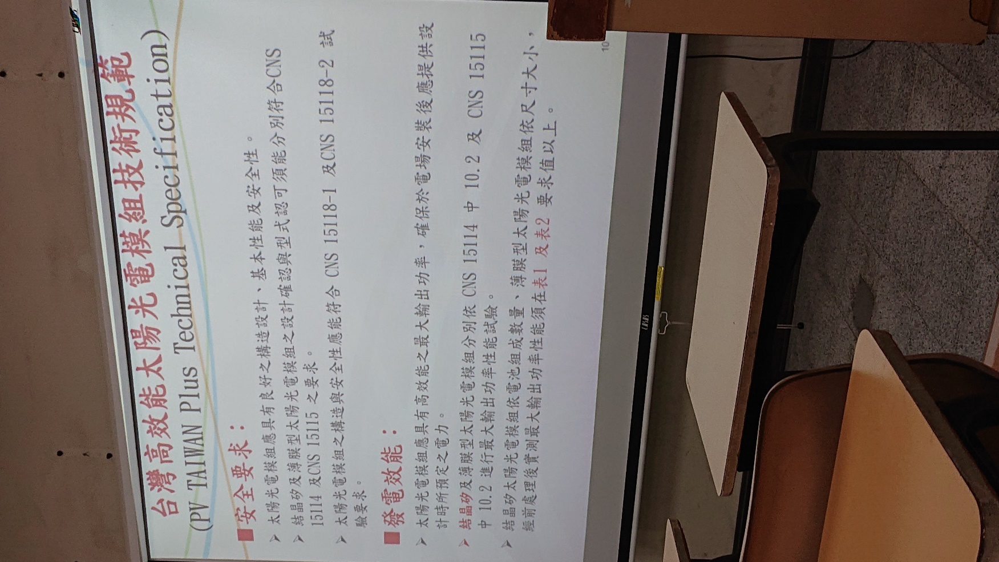 台灣高效能太陽光電模組技術規範
(PV TAIWAN Plus Technical Specification)
■安全要求：
➢ 太陽光電模組應具有良好之構造設計、基本性能及安全性。
➢ 結晶矽及薄膜型太陽光電模組之設計確認與型式認可須能分別符合CNS
15114 及CNS 15115 之要求。
➢ 太陽光電模組之構造與安全性應能符合 CNS 15118-1 及CNS 15118-2 試
驗要求。
■發電效能：
➢ 太陽光電模組應具有高效能之最大輸出功率，確保於電場安裝後應提供設
計時所預定之電力。
➢ 結晶矽及薄膜型太陽光電模組分別依 CNS 15114 中 10.2 及 CNS 15115
中 10.2 進行最大輸出功率性能試驗。
➢ 結晶矽太陽光電模組依電池組成數量、薄膜型太陽光電模組依尺寸大小，
經前處理後實測最大輸出功率性能須在表1 及表2 要求值以上。
10